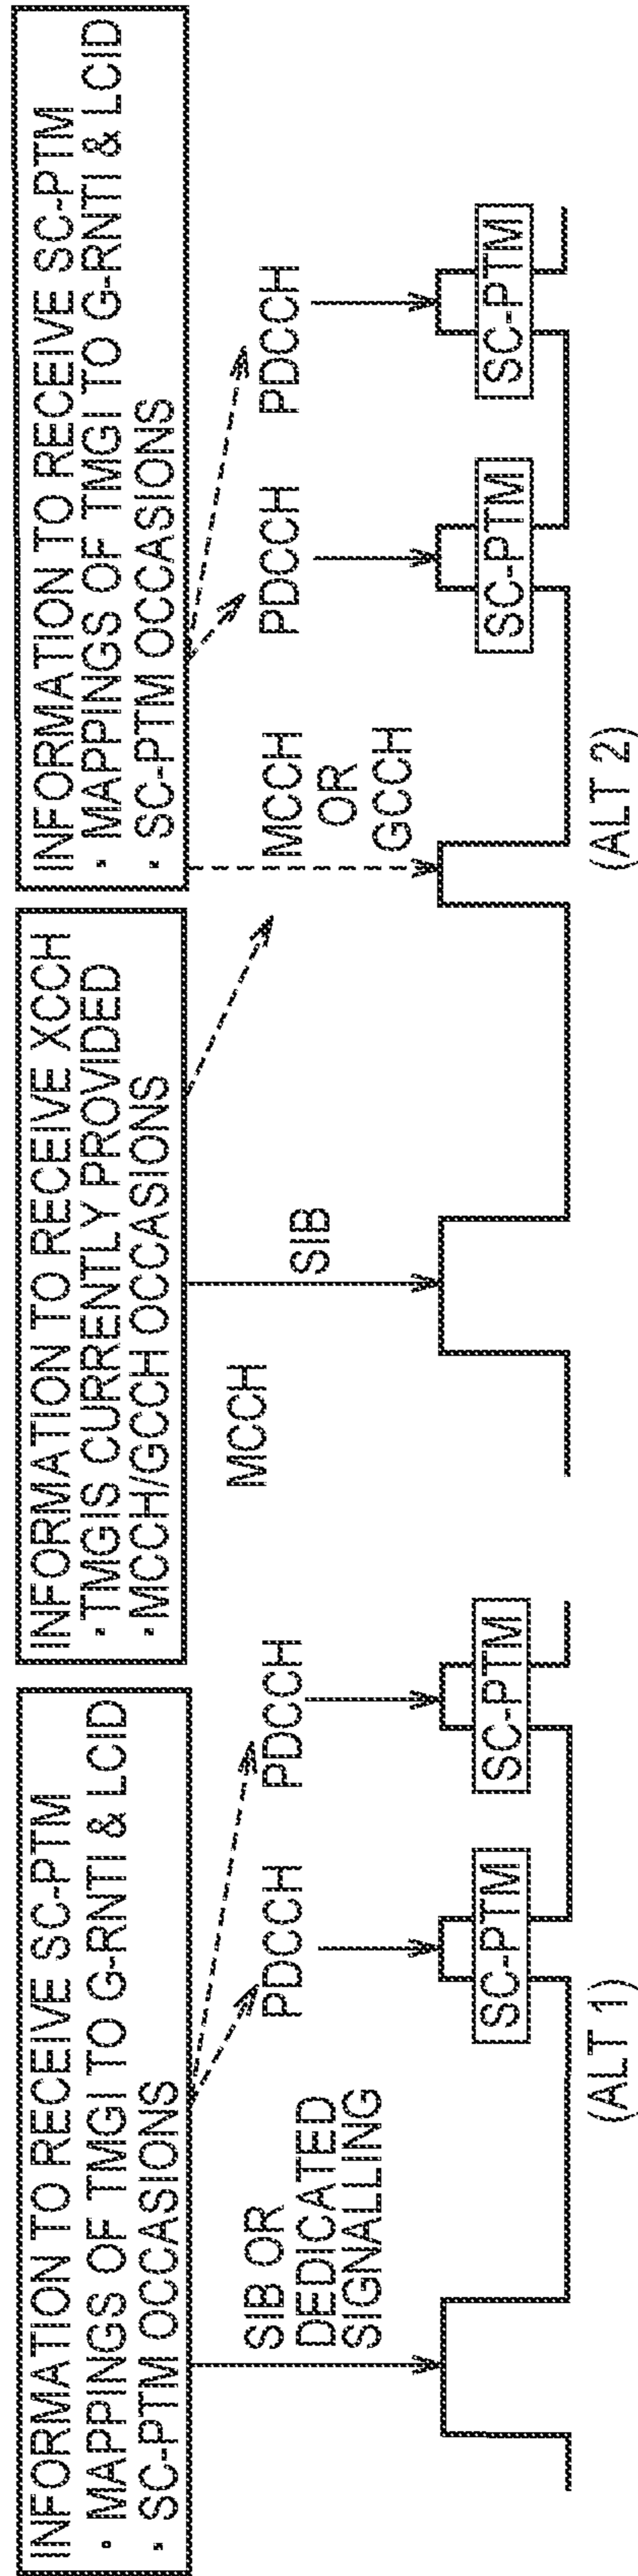 INFORMATION TO RECEIVE SC-PTM
· MAPPINGS OF TMGI TO G-RNTI & LCID
· SC-PTM OCCASIONS
SIB OR
DEDICATED
SIGNALLING
PDCCH
PDCCH
SC-PTM
SC-PTM
(ALT 1)
INFORMATION TO RECEIVE XCCH
· TMGIS CURRENTLY PROVIDED
· MCCH/GCCH OCCASIONS
MCCH
SIB
INFORMATION TO RECEIVE SC-PTM
· MAPPINGS OF TMGI TO G-RNTI & LCID
· SC-PTM OCCASIONS
MCCH
OR
GCCH
PDCCH
PDCCH
SC-PTM
SC-PTM
(ALT 2)